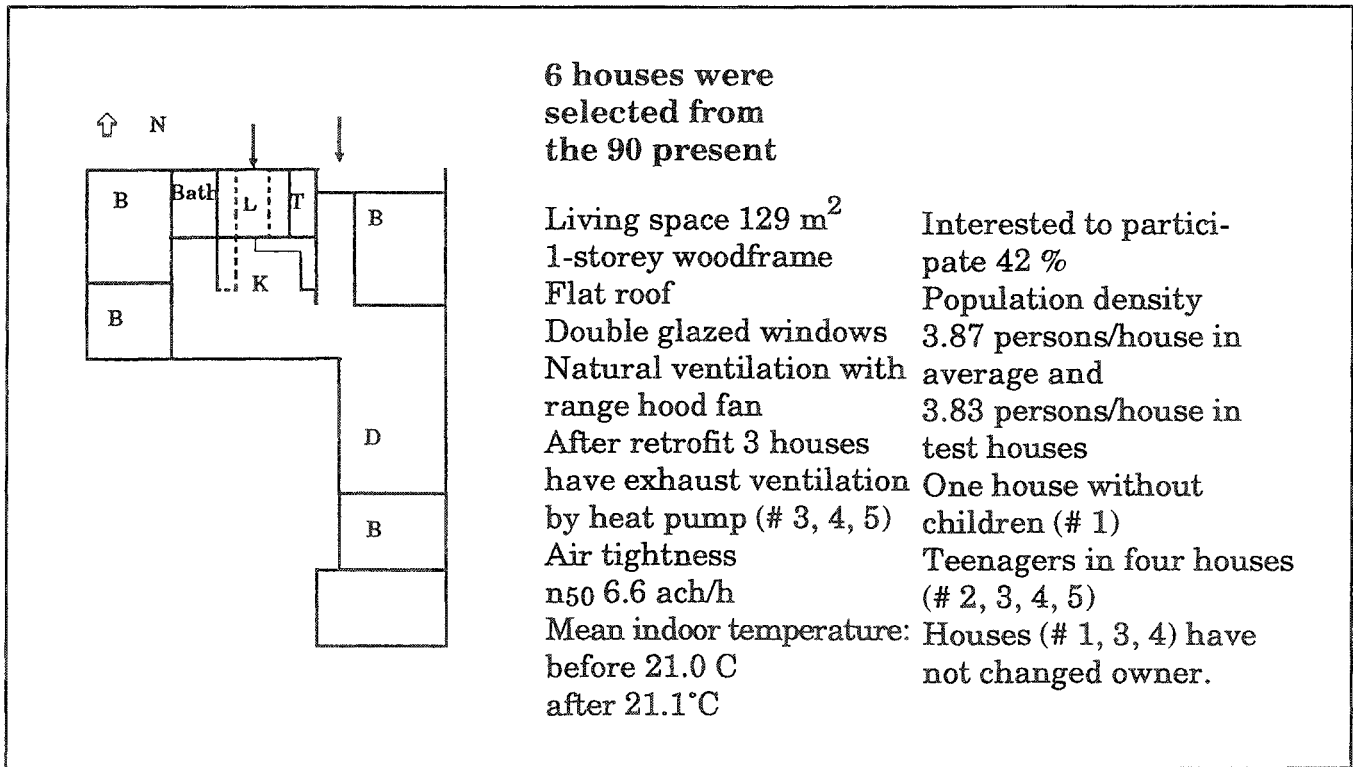 6 houses were
selected from
the 90 present
N
B
Bath
L
T
B
K
B
D
B
Living space 129 m²
1-storey woodframe
Flat roof
Double glazed windows
Natural ventilation with
range hood fan
After retrofit 3 houses
have exhaust ventilation
by heat pump (# 3, 4, 5)
Air tightness
n50 6.6 ach/h
Mean indoor temperature:
before 21.0 C
after 21.1°C
Interested to partici-
pate 42 %
Population density
3.87 persons/house in
average and
3.83 persons/house in
test houses
One house without
children (# 1)
Teenagers in four houses
(# 2, 3, 4, 5)
Houses (# 1, 3, 4) have
not changed owner.